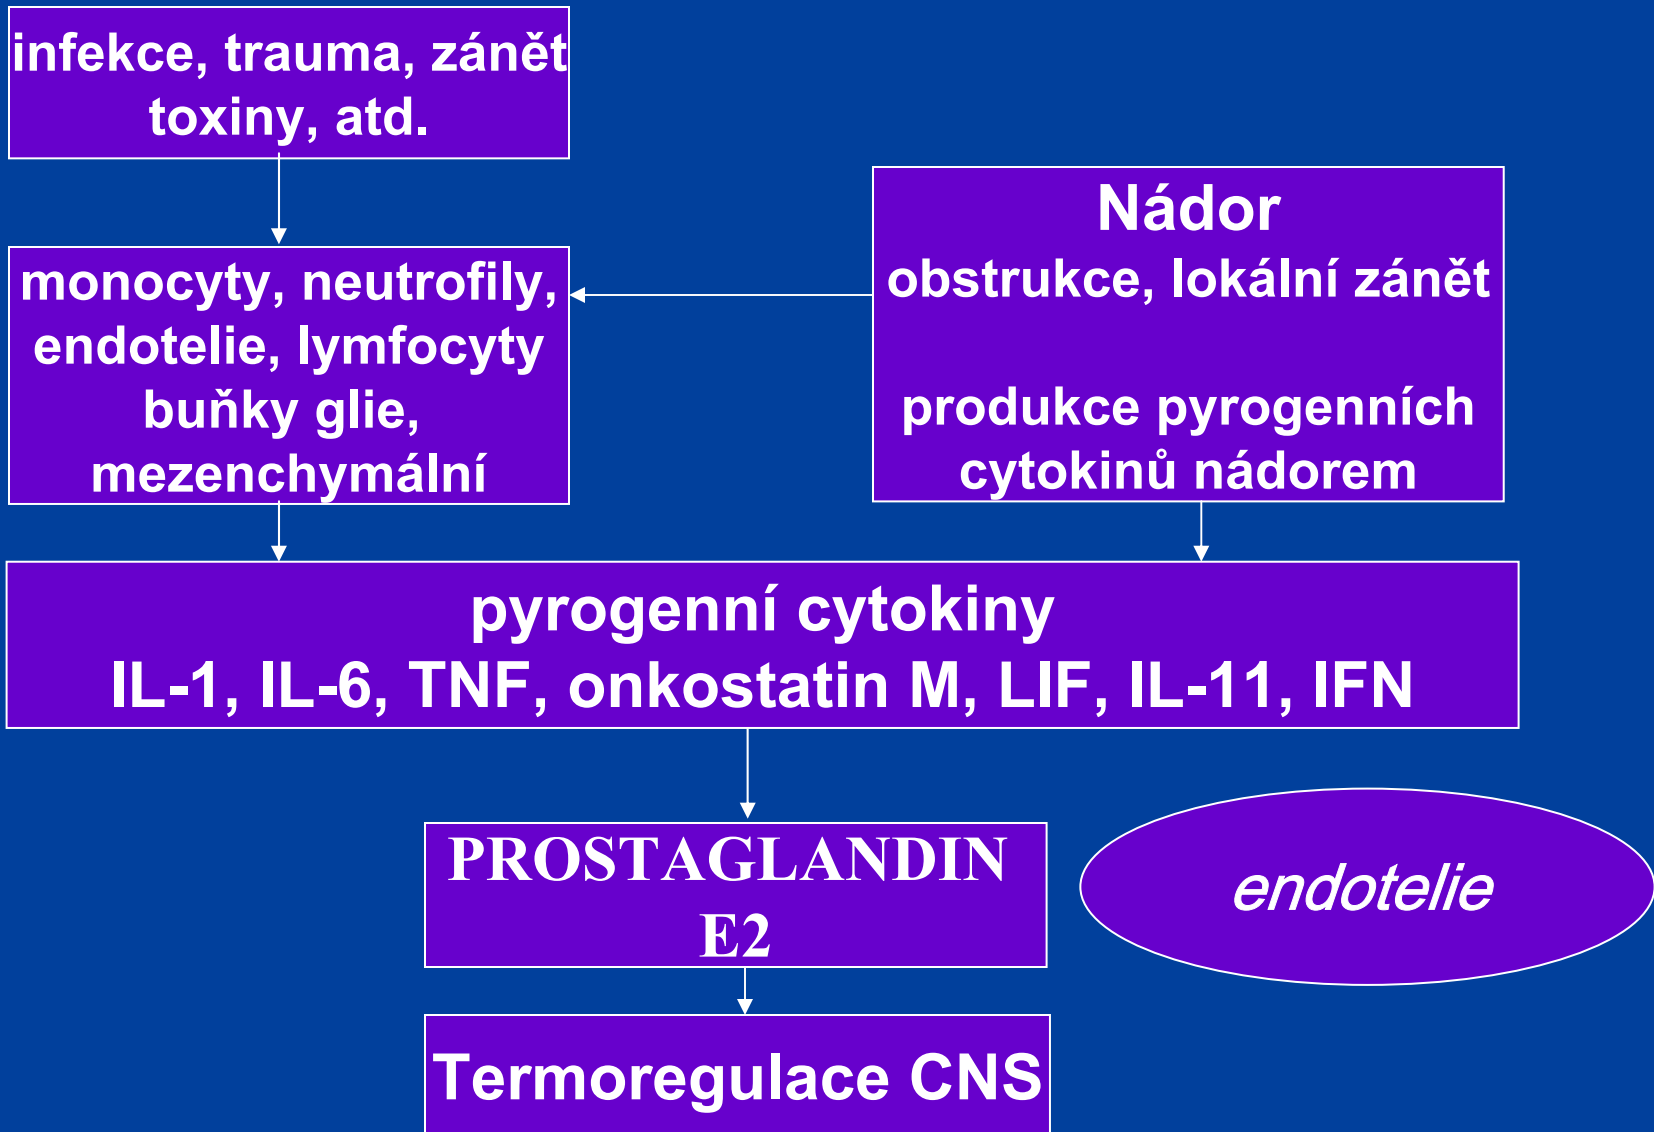 infekce, trauma, zánět
toxiny, atd.
Nádor
obstrukce, lokální zánět
produkce pyrogenních
cytokinů nádorem
monocyty, neutrofily,
endotelie, lymfocyty
buňky glie,
mezenchymální
pyrogenní cytokiny
IL-1, IL-6, TNF, onkostatin M, LIF, IL-11, IFN
PROSTAGLANDIN
E2
endotelie
Termoregulace CNS